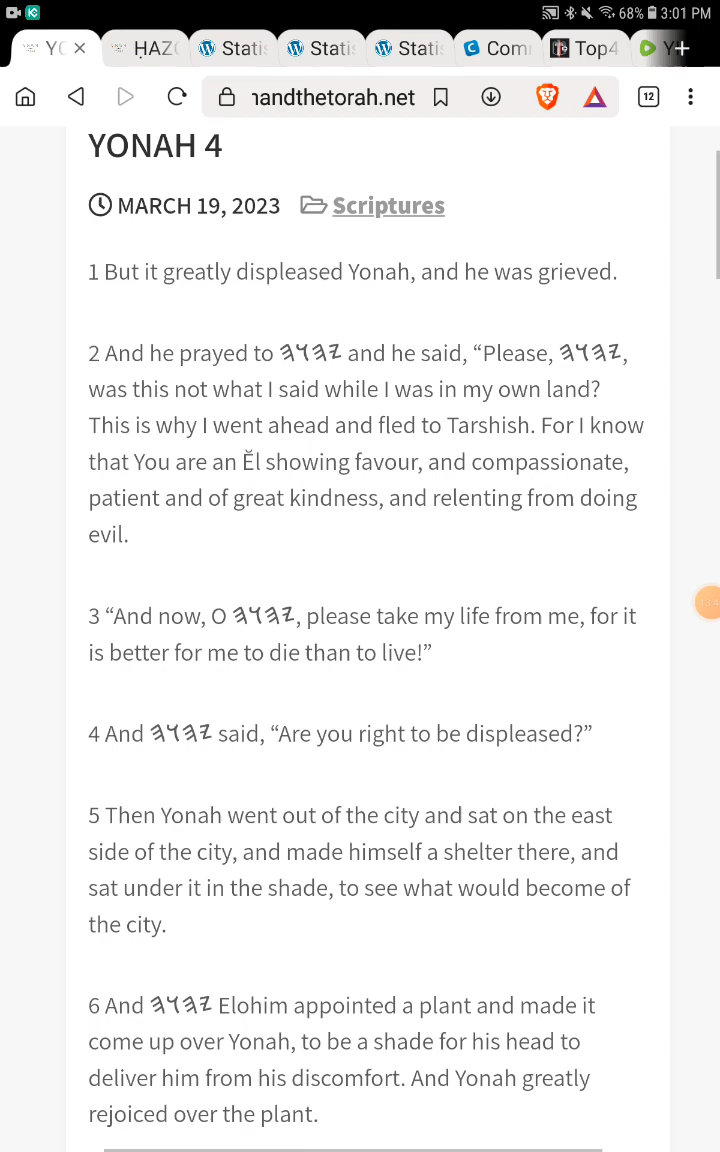 68% 3:01 PM
YO ḤAZO Statis Statis Statis Com Top4 Y
andthetorah.net 12
YONAH 4
MARCH 19, 2023 Scriptures
1 But it greatly displeased Yonah, and he was grieved.
2 And he prayed to 𐤉𐤄𐤅𐤄 and he said, “Please, 𐤉𐤄𐤅𐤄,
was this not what I said while I was in my own land?
This is why I went ahead and fled to Tarshish. For I know
that You are an Ĕl showing favour, and compassionate,
patient and of great kindness, and relenting from doing
evil.
3 “And now, O 𐤉𐤄𐤅𐤄, please take my life from me, for it
is better for me to die than to live!”
4 And 𐤉𐤄𐤅𐤄 said, “Are you right to be displeased?”
5 Then Yonah went out of the city and sat on the east
side of the city, and made himself a shelter there, and
sat under it in the shade, to see what would become of
the city.
6 And 𐤉𐤄𐤅𐤄 Elohim appointed a plant and made it
come up over Yonah, to be a shade for his head to
deliver him from his discomfort. And Yonah greatly
rejoiced over the plant.